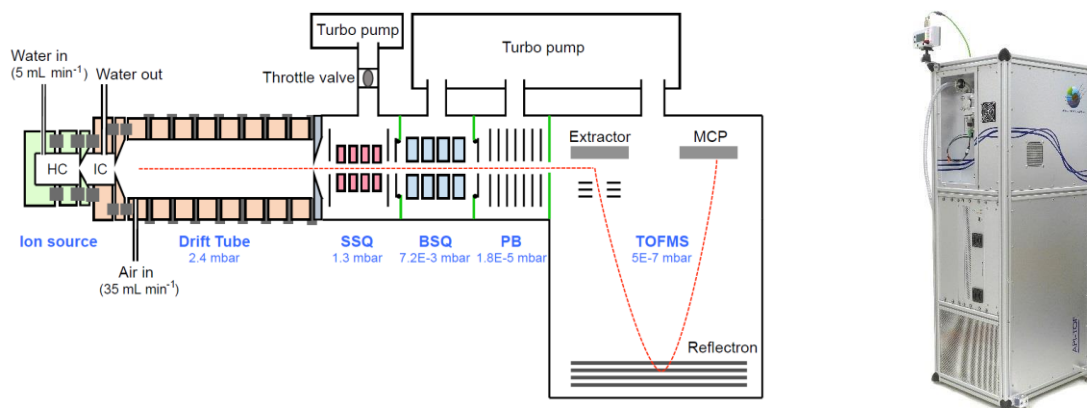 Turbo pump
Turbo pump
Water in
(5 mL min⁻¹)
Water out
Throttle valve
HC
IC
Extractor
MCP
Ion source
Drift Tube
2.4 mbar
SSQ
1.3 mbar
BSQ
7.2E-3 mbar
PB
1.8E-5 mbar
TOFMS
5E-7 mbar
Air in
(35 mL min⁻¹)
Reflectron